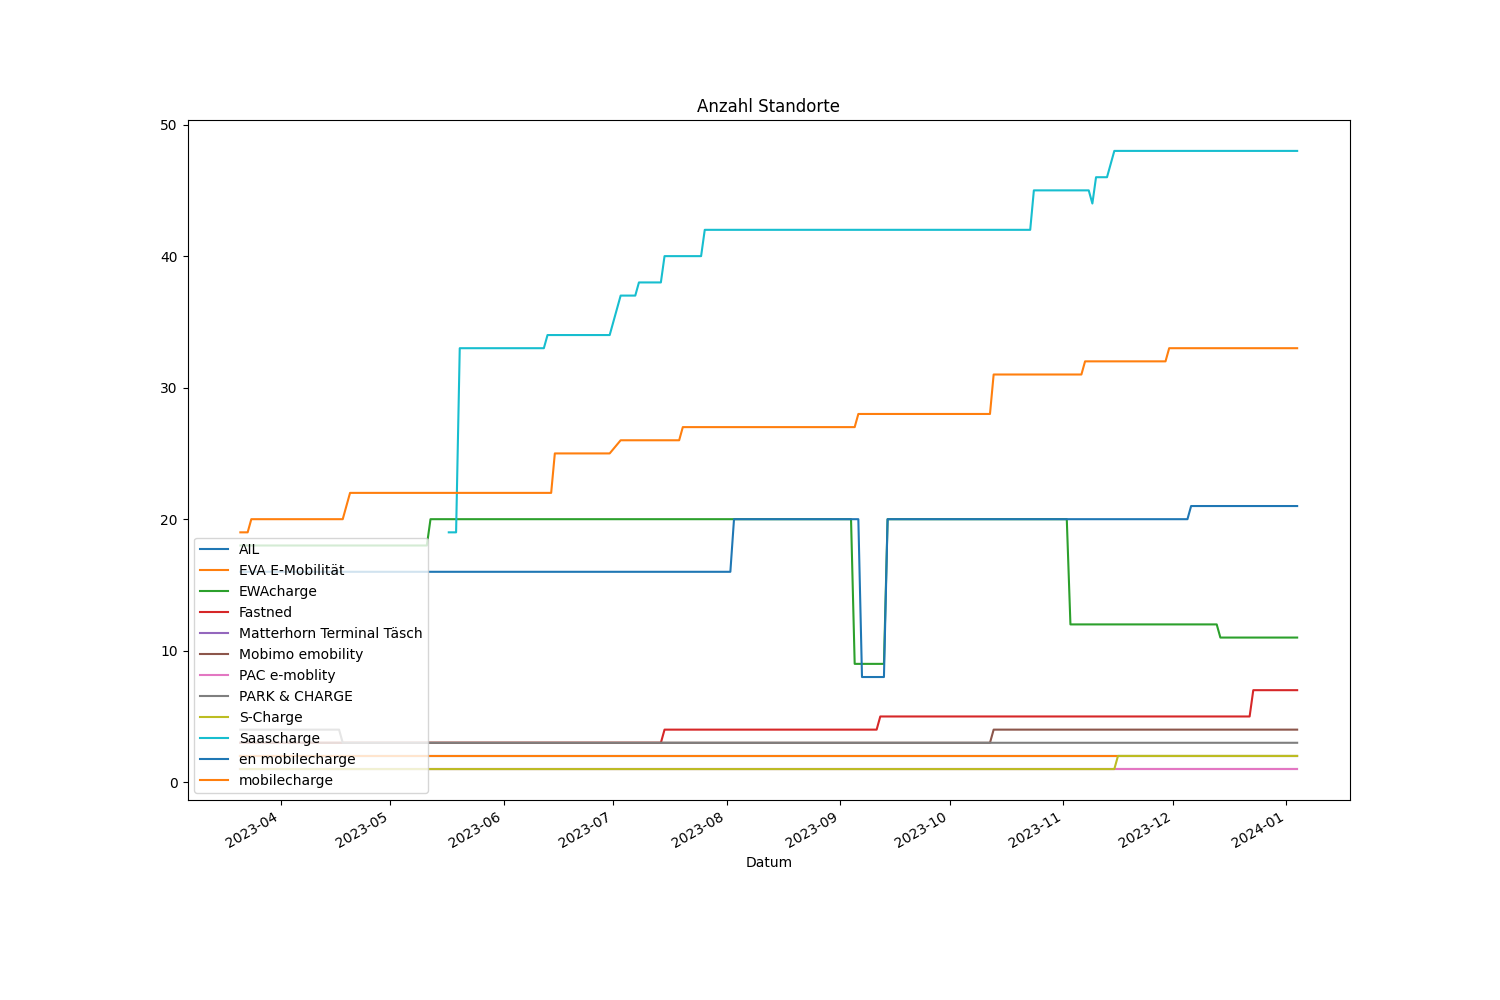 Anzahl Standorte
50
40
30
20
10
0
AIL
EVA E-Mobilität
EWAcharge
Fastned
Matterhorn Terminal Täsch
Mobimo emobility
PAC e-moblity
PARK & CHARGE
S-Charge
Saascharge
en mobilecharge
mobilecharge
2023-04
2023-05
2023-06
2023-07
2023-08
2023-09
2023-10
2023-11
2023-12
2024-01
Datum